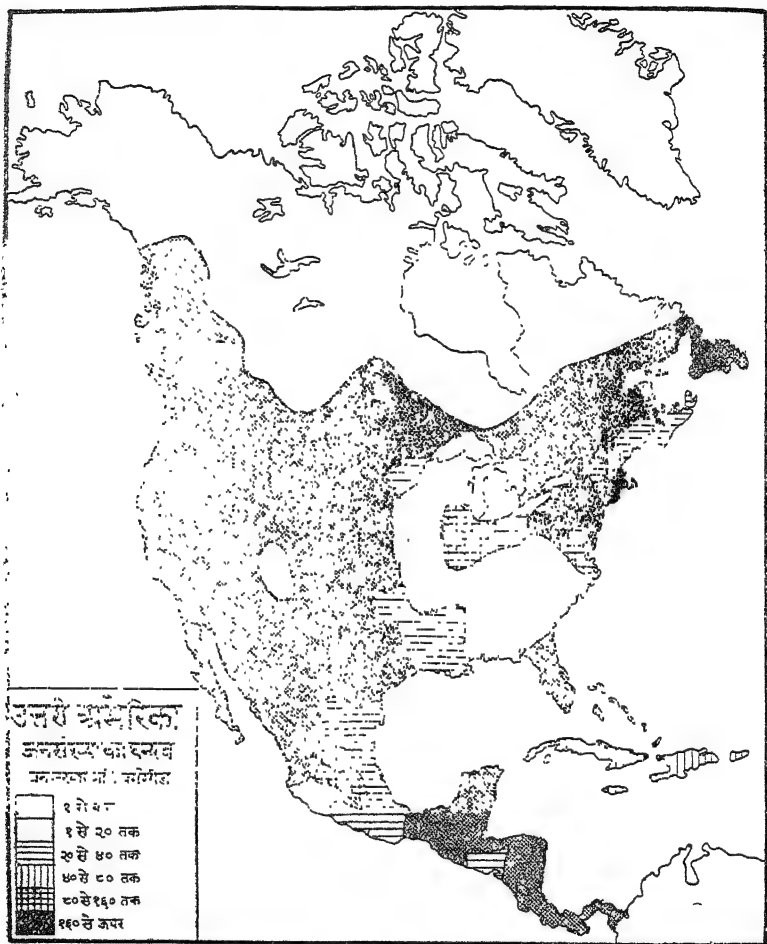 उत्तरी अमेरिका
जनसंख्या का घनत्व
१ से कम
१ से २० तक
२० से ४० तक
४० से ८० तक
८० से १६० तक
१६० से ऊपर